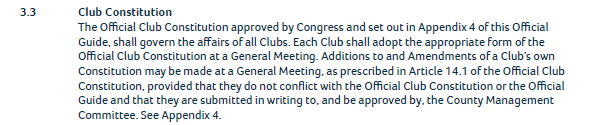 3.3 Club Constitution
The Official Club Constitution approved by Congress and set out in Appendix 4 of this Official
Guide, shall govern the affairs of all Clubs. Each Club shall adopt the appropriate form of the
Official Club Constitution at a General Meeting. Additions to and Amendments of a Club's own
Constitution may be made at a General Meeting, as prescribed in Article 14.1 of the Official Club
Constitution, provided that they do not conflict with the Official Club Constitution or the Official
Guide and that they are submitted in writing to, and be approved by, the County Management
Committee. See Appendix 4.